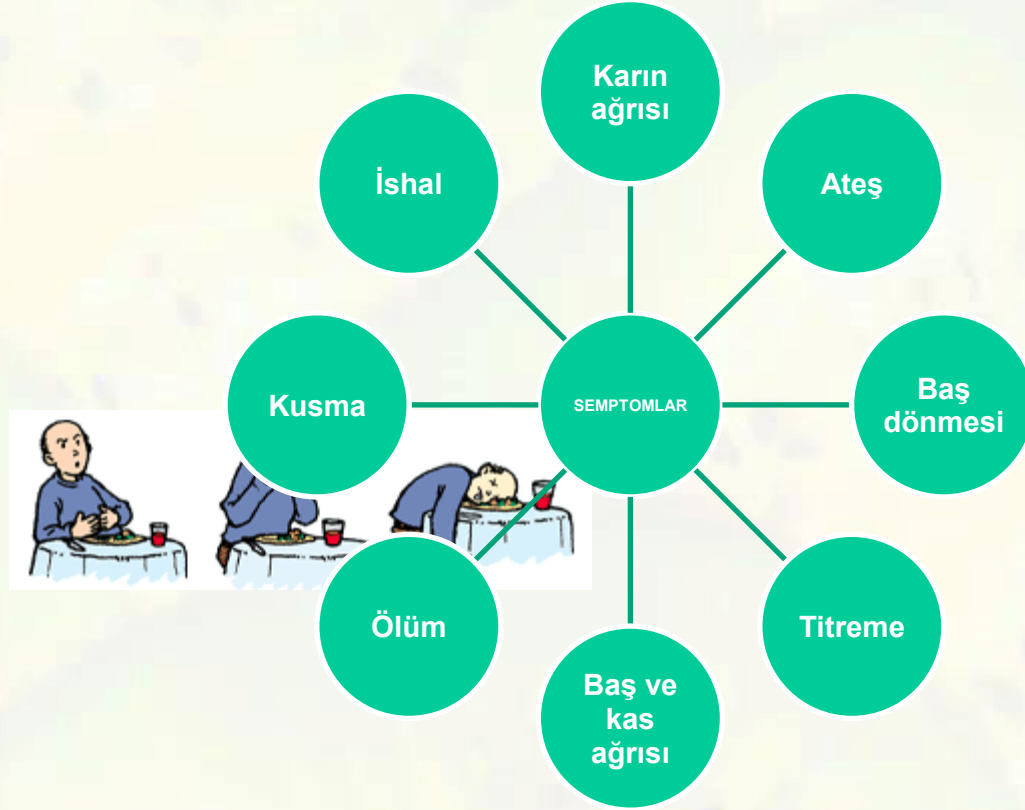 Karın
ağrısı
Ateş
Baş
dönmesi
Titreme
Baş ve
kas
ağrısı
Ölüm
Kusma
İshal
SEMPTOMLAR